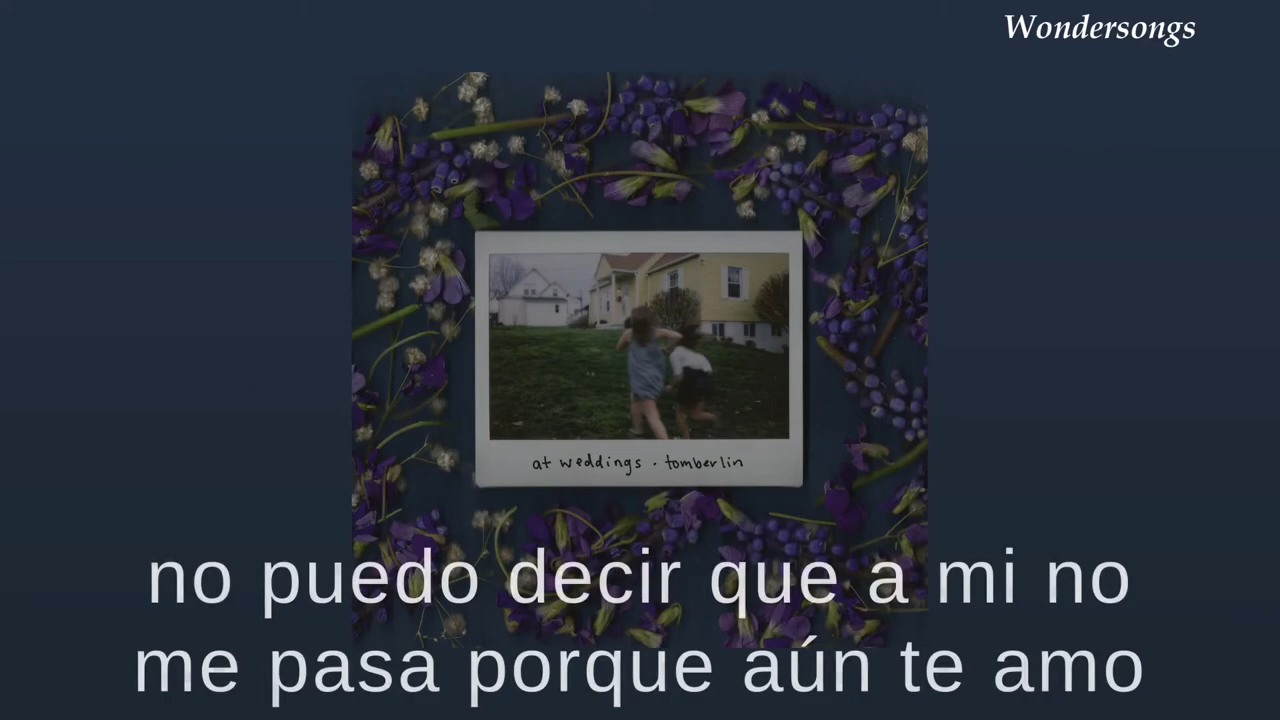 Wondersongs
at weddings · tomberlin
no puedo decir que a mi no
me pasa porque aún te amo